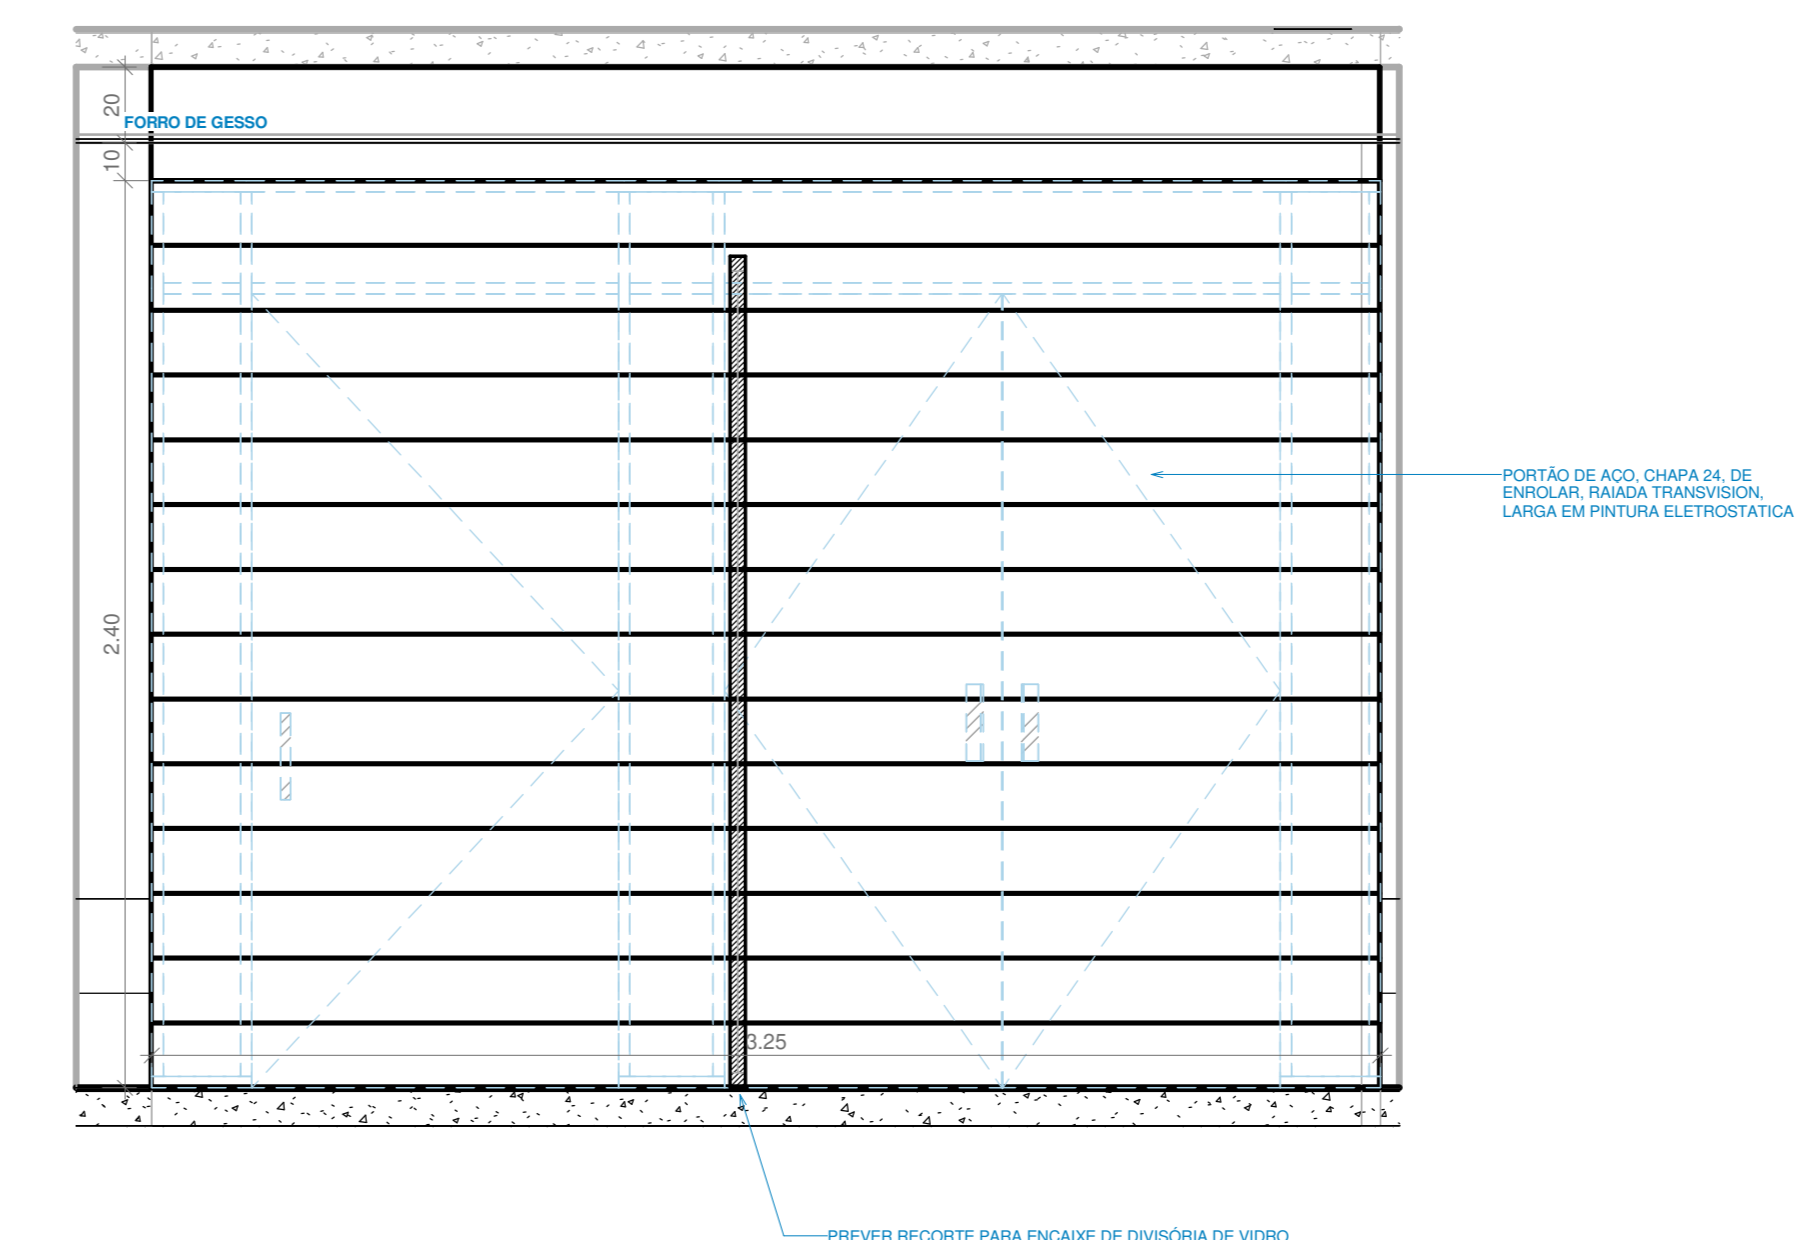 20
FORRO DE GESSO
10
2.40
PORTÃO DE AÇO, CHAPA 24, DE
ENROLAR, RAIADA TRANSVISION,
LARGA EM PINTURA ELETROSTATICA
3.25
PREVER RECORTE PARA ENCAIXE DE DIVISÓRIA DE VIDRO